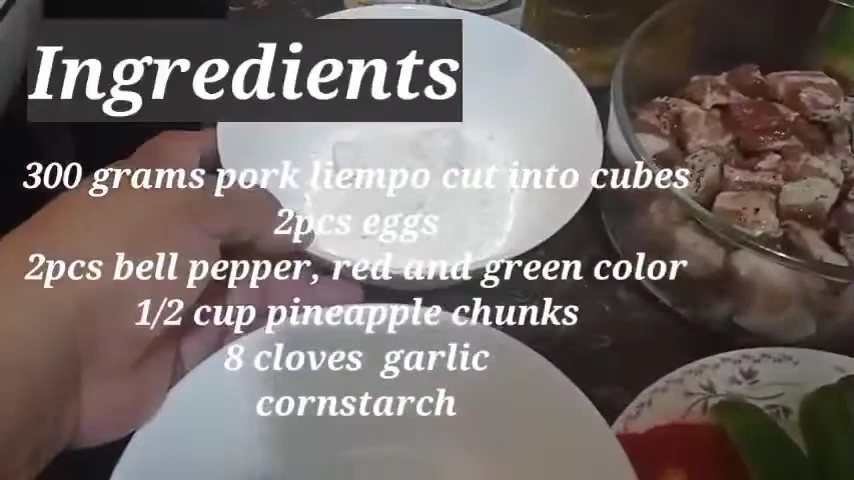 Ingredients
300 grams pork liempo cut into cubes
2pcs eggs
2pcs bell pepper, red and green color
1/2 cup pineapple chunks
8 cloves garlic
cornstarch